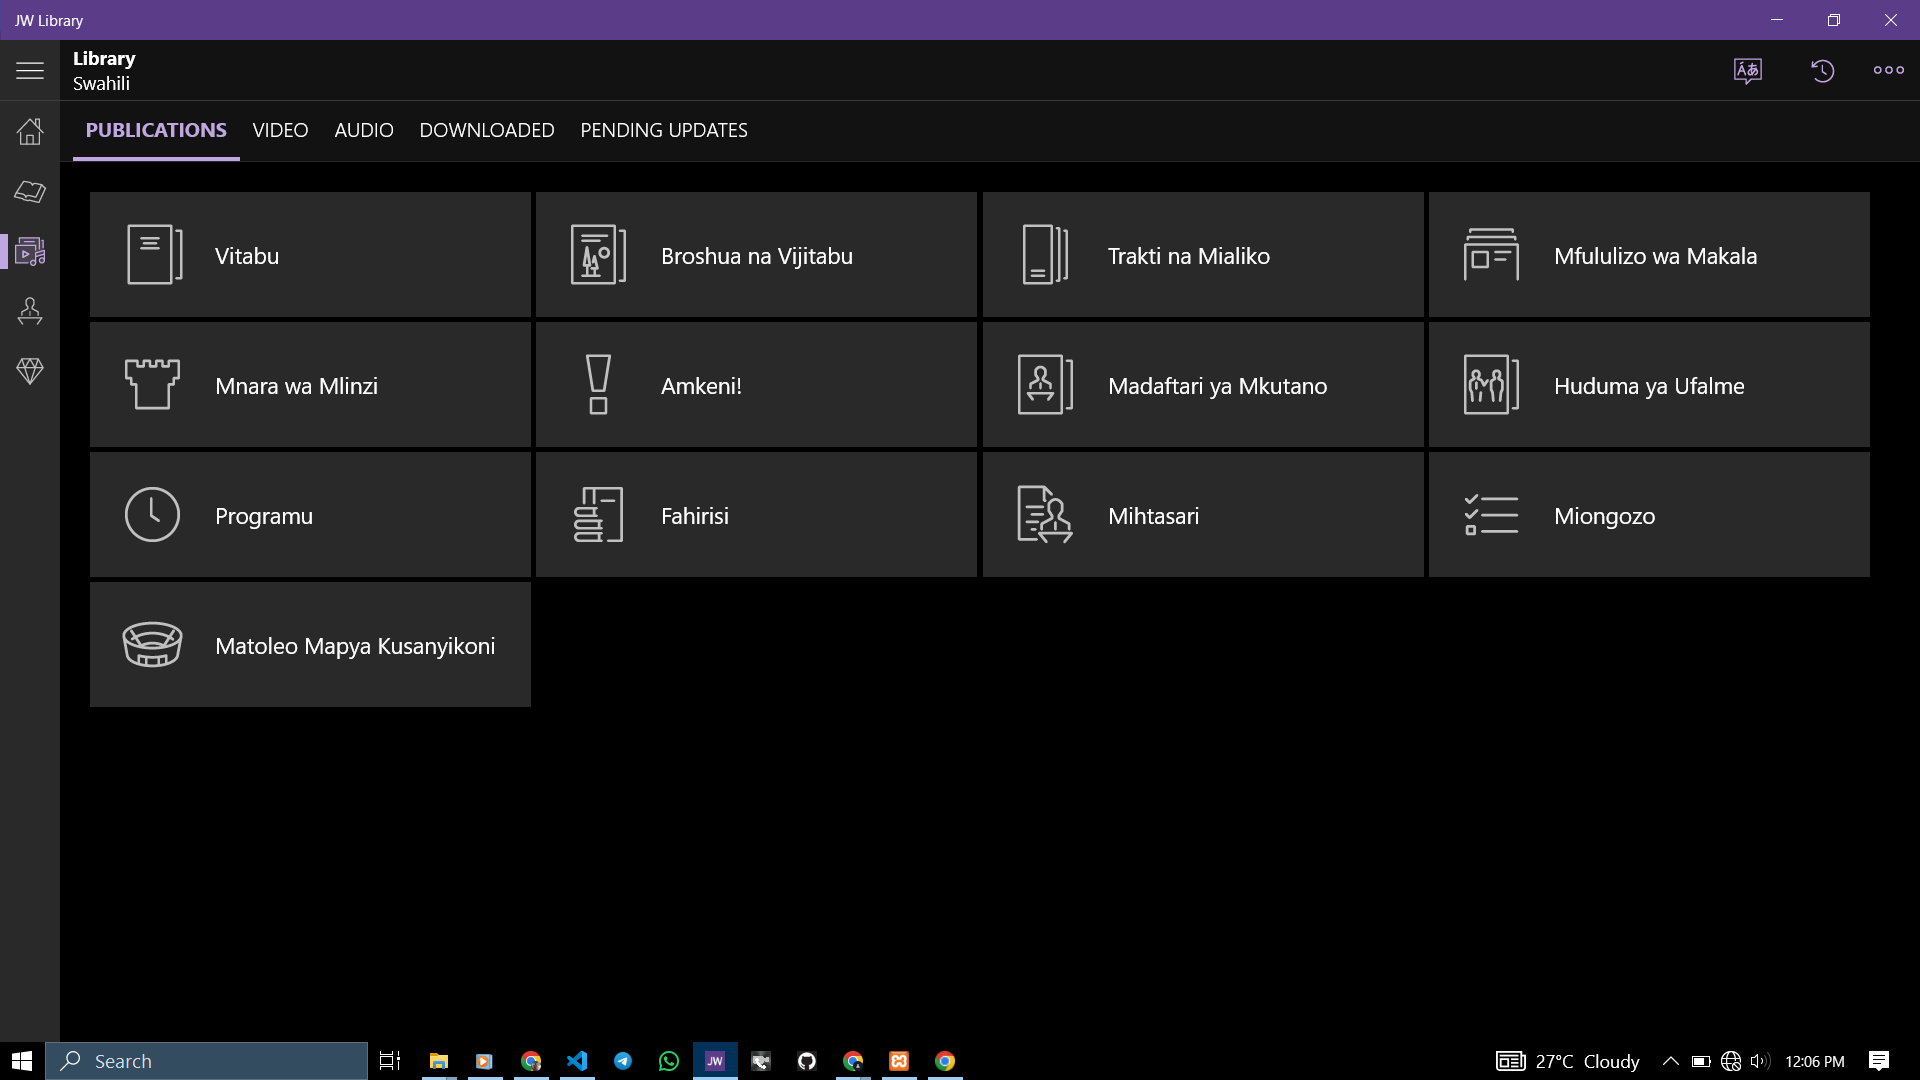 JW Library
Library
Swahili
PUBLICATIONS VIDEO AUDIO DOWNLOADED PENDING UPDATES
Vitabu
Broshua na Vijitabu
Trakti na Mialiko
Mfululizo wa Makala
Mnara wa Mlinzi
Amkeni!
Madaftari ya Mkutano
Huduma ya Ufalme
Programu
Fahirisi
Mihtasari
Miongozo
Matoleo Mapya Kusanyikoni
Search
JW
27°C Cloudy
12:06 PM